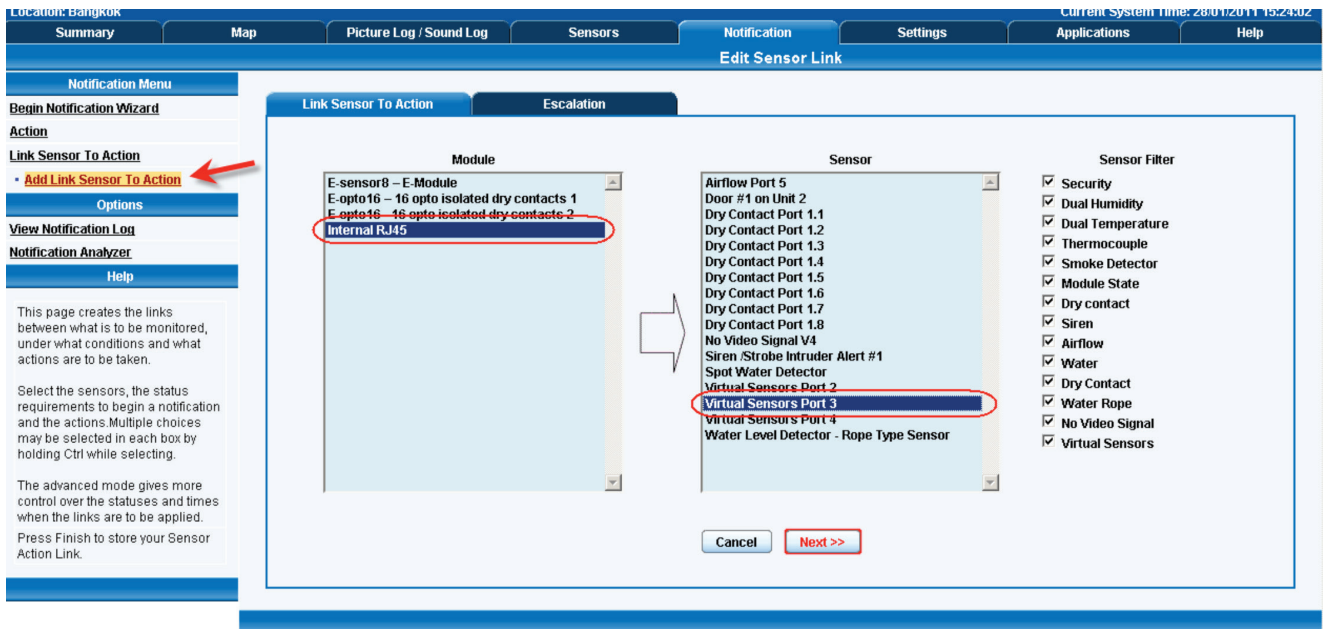 Location: Bangkok
Current System Time: 28/01/2011 15:24:02
Summary
Map
Picture Log / Sound Log
Sensors
Notification
Settings
Applications
Help
Edit Sensor Link
Notification Menu
Begin Notification Wizard
Action
Link Sensor To Action
Add Link Sensor To Action
Options
View Notification Log
Notification Analyzer
Help
This page creates the links
between what is to be monitored,
under what conditions and what
actions are to be taken.
Select the sensors, the status
requirements to begin a notification
and the actions.Multiple choices
may be selected in each box by
holding Ctrl while selecting.
The advanced mode gives more
control over the statuses and times
when the links are to be applied.
Press Finish to store your Sensor
Action Link.
Link Sensor To Action
Escalation
Module
E-sensor8 – E-Module
E-opto16 – 16 opto isolated dry contacts 1
E-opto16 – 16 opto isolated dry contacts 2
Internal RJ45
Sensor
Airflow Port 5
Door #1 on Unit 2
Dry Contact Port 1.1
Dry Contact Port 1.2
Dry Contact Port 1.3
Dry Contact Port 1.4
Dry Contact Port 1.5
Dry Contact Port 1.6
Dry Contact Port 1.7
Dry Contact Port 1.8
No Video Signal V4
Siren /Strobe Intruder Alert #1
Spot Water Detector
Virtual Sensors Port 2
Virtual Sensors Port 3
Virtual Sensors Port 4
Water Level Detector - Rope Type Sensor
Sensor Filter
Security
Dual Humidity
Dual Temperature
Thermocouple
Smoke Detector
Module State
Dry contact
Siren
Airflow
Water
Dry Contact
Water Rope
No Video Signal
Virtual Sensors
Cancel
Next >>